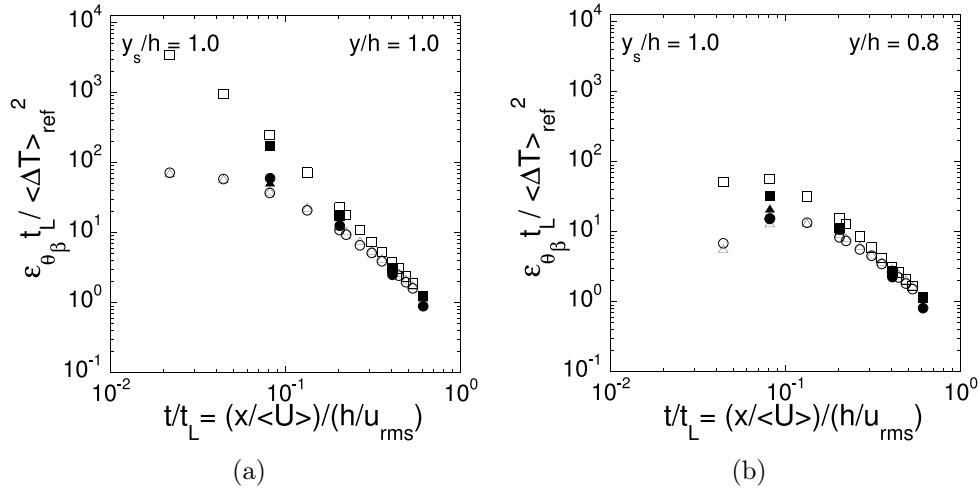 10^4
10^3
10^2
10^1
10^0
10^-1
y_s/h = 1.0 y/h = 1.0
ε_θβ t_L / <ΔT>_ref^2
10^-2 10^-1 10^0
t/t_L = (x/<U>)/(h/u_rms)
(a)
10^4
10^3
10^2
10^1
10^0
10^-1
y_s/h = 1.0 y/h = 0.8
ε_θβ t_L / <ΔT>_ref^2
10^-2 10^-1 10^0
t/t_L = (x/<U>)/(h/u_rms)
(b)